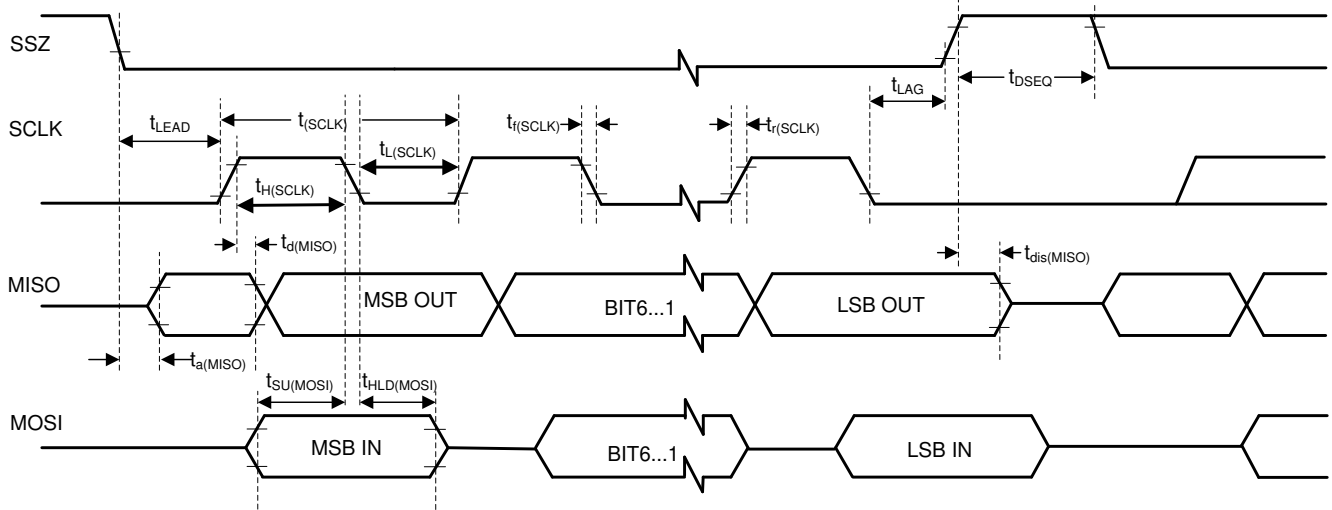 SSZ
tLAG
tDSEQ
SCLK
tLEAD
t(SCLK)
tf(SCLK)
tr(SCLK)
tL(SCLK)
tH(SCLK)
td(MISO)
tdis(MISO)
MISO
MSB OUT
BIT6...1
LSB OUT
ta(MISO)
tSU(MOSI)
tHLD(MOSI)
MOSI
MSB IN
BIT6...1
LSB IN